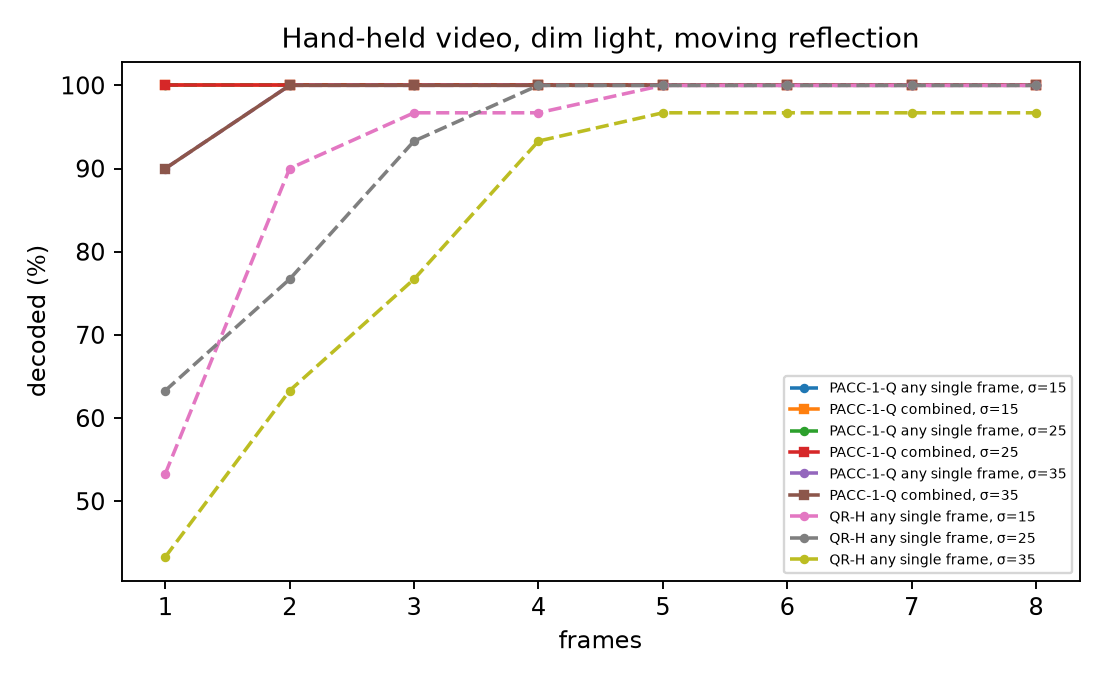 Hand-held video, dim light, moving reflection
decoded (%)
100
90
80
70
60
50
PACC-1-Q any single frame, σ=15
PACC-1-Q combined, σ=15
PACC-1-Q any single frame, σ=25
PACC-1-Q combined, σ=25
PACC-1-Q any single frame, σ=35
PACC-1-Q combined, σ=35
QR-H any single frame, σ=15
QR-H any single frame, σ=25
QR-H any single frame, σ=35
1 2 3 4 5 6 7 8
frames